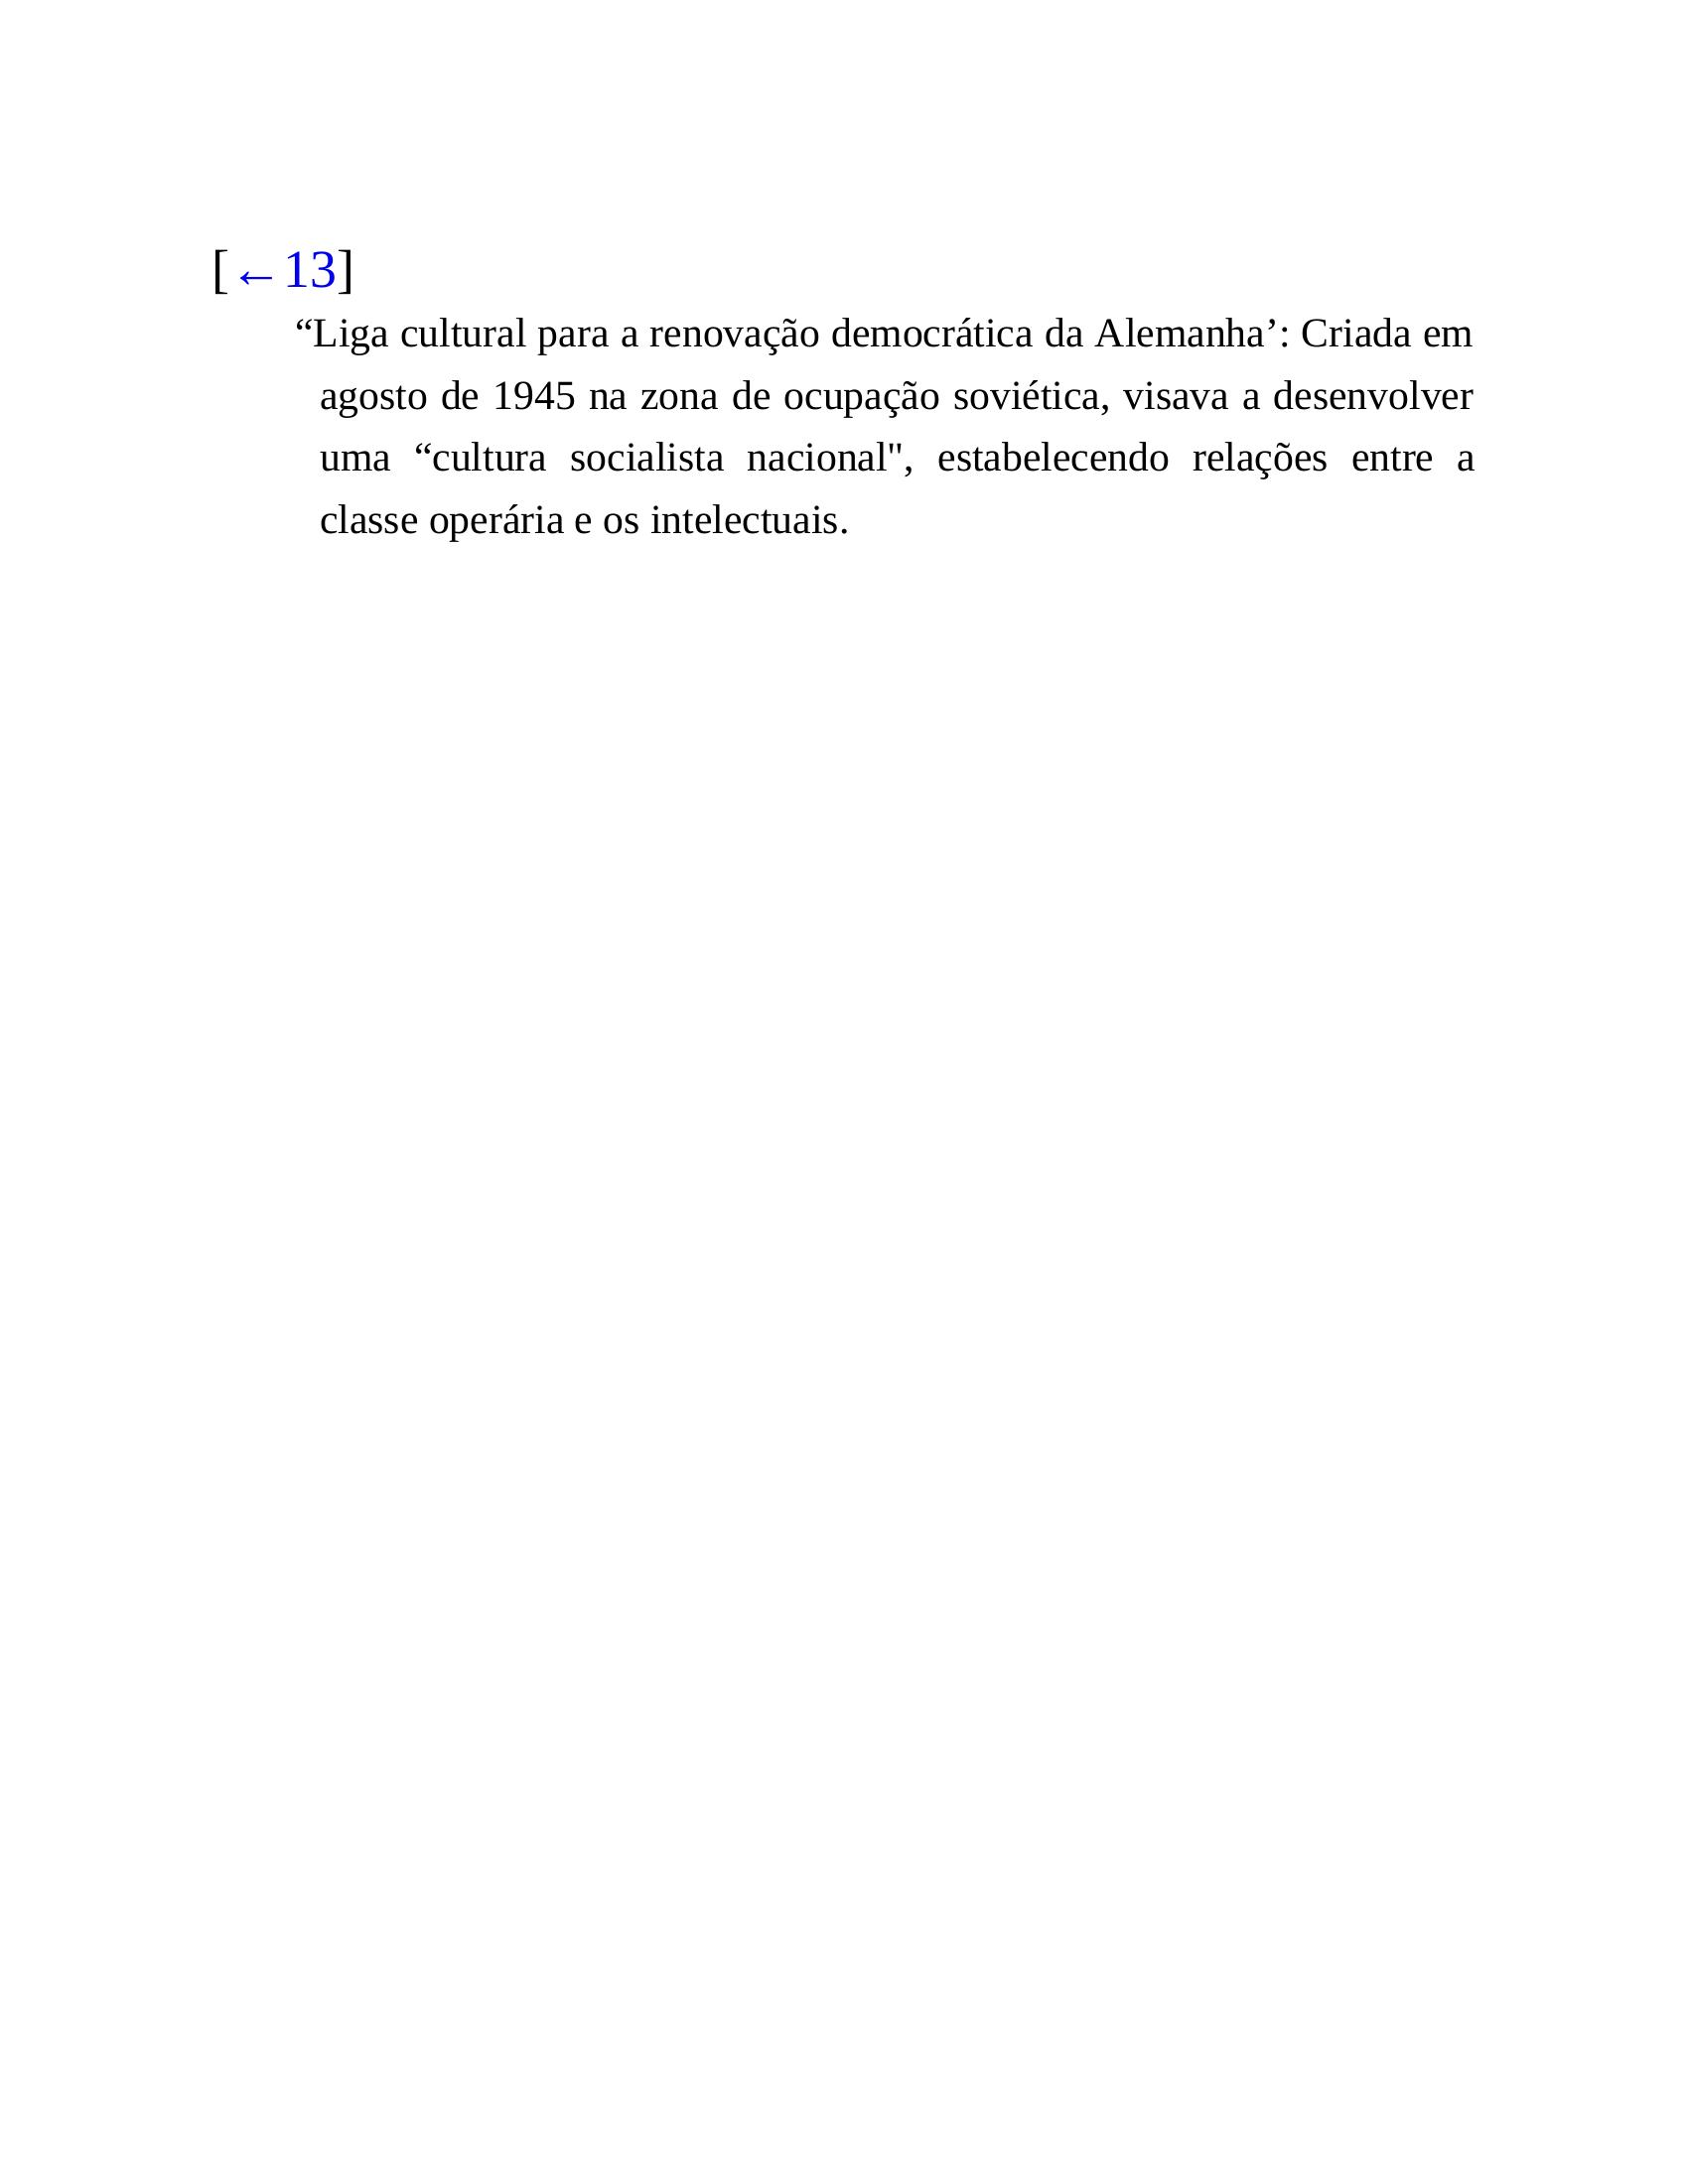 [←13]
“Liga cultural para a renovação democrática da Alemanha’: Criada em
agosto de 1945 na zona de ocupação soviética, visava a desenvolver
uma “cultura socialista nacional", estabelecendo relações entre a
classe operária e os intelectuais.